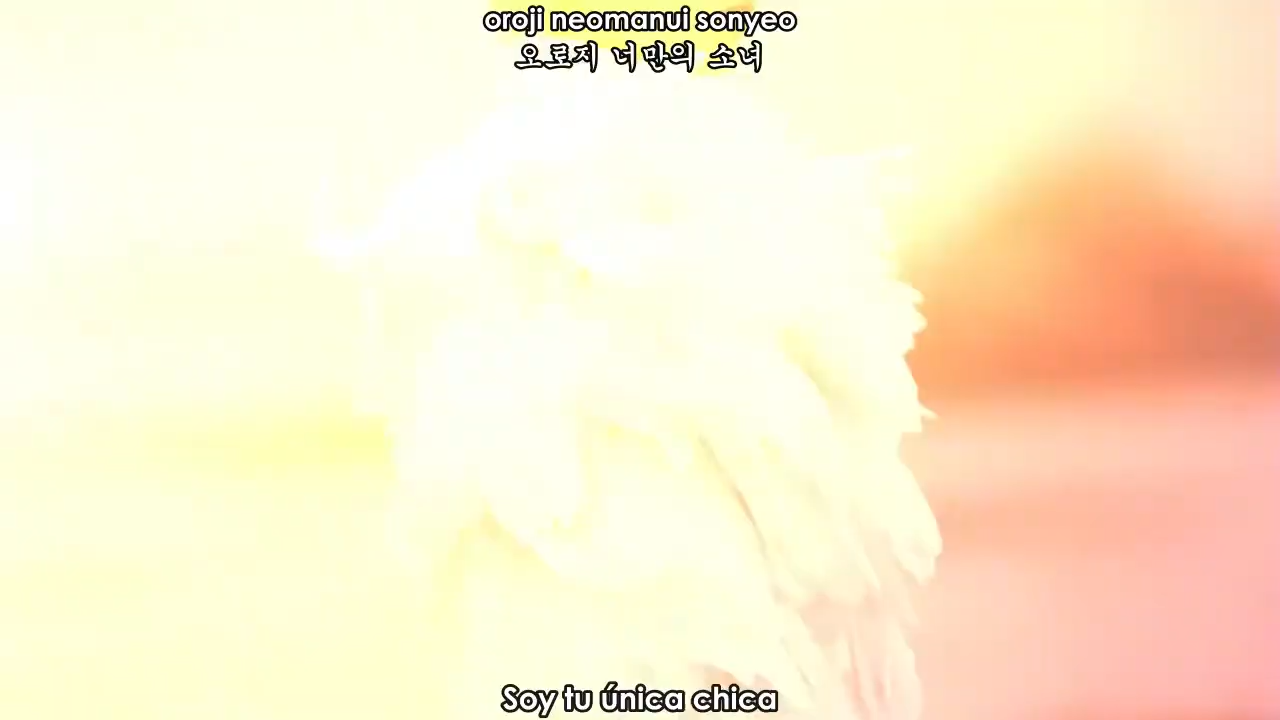 oroji neomanui sonyeo
오로지 너만의 소녀
Soy tu única chica